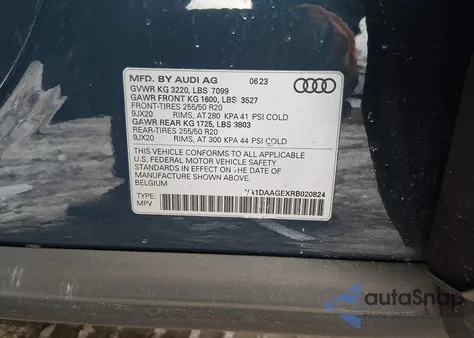 MFD. BY AUDI AG 06:23
GVWR KG 3220, LBS 7099
GAWR FRONT KG 1600, LBS 3527
FRONT-TIRES 255/50 R20
9JX20 RIMS, AT 280 KPA 41 PSI COLD
GAWR REAR KG 1725, LBS 3803
REAR-TIRES 255/50 R20
9JX20 RIMS, AT 300 KPA 44 PSI COLD
THIS VEHICLE CONFORMS TO ALL APPLICABLE
U.S. FEDERAL MOTOR VEHICLE SAFETY
STANDARDS IN EFFECT ON THE DATE OF
MANUFACTURE SHOWN ABOVE.
BELGIUM
TYPE: VA1DAAGEXRB020824
MPV
autoSnap